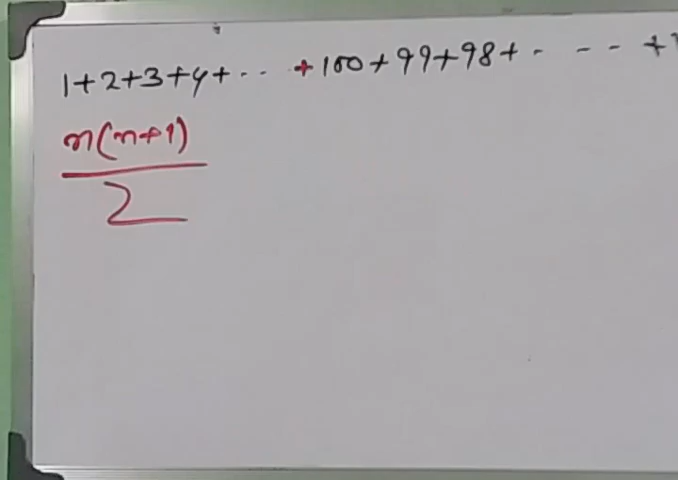 1+2+3+4+.. +100+99+98+- - - - +
n(n+1)
2